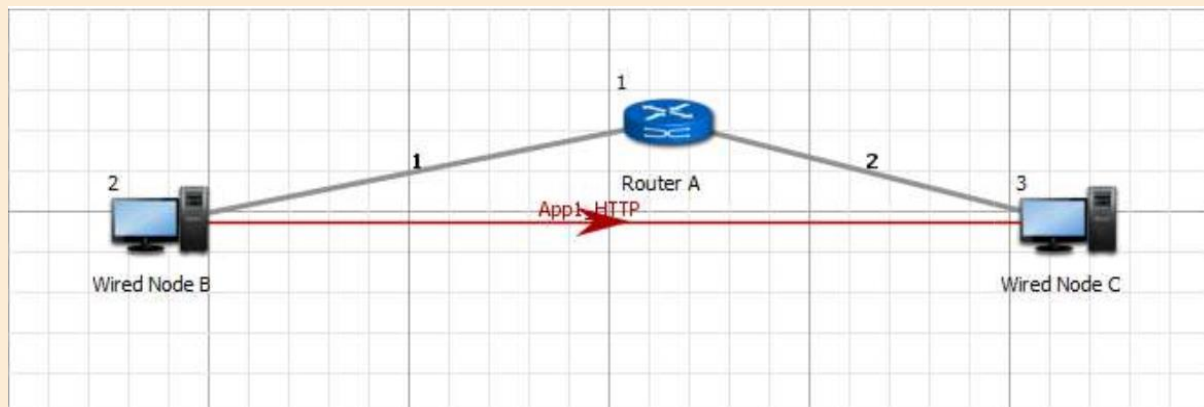 1
Router A
1
2
2
Wired Node B
App1_HTTP
3
Wired Node C